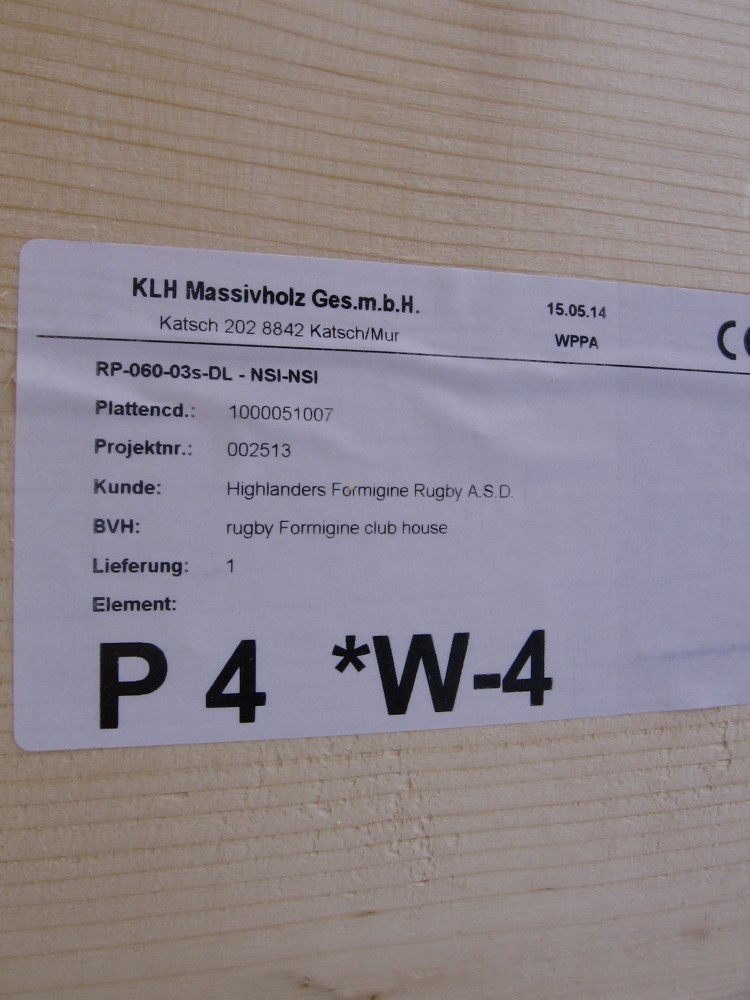 KLH Massivholz Ges.m.b.H.
15.05.14
Katsch 202 8842 Katsch/Mur
WPPA
CE
RP-060-03s-DL - NSI-NSI
Plattencd.: 1000051007
Projektnr.: 002513
Kunde: Highlanders Formigine Rugby A.S.D.
BVH: rugby Formigine club house
Lieferung: 1
Element:
P 4 *W-4